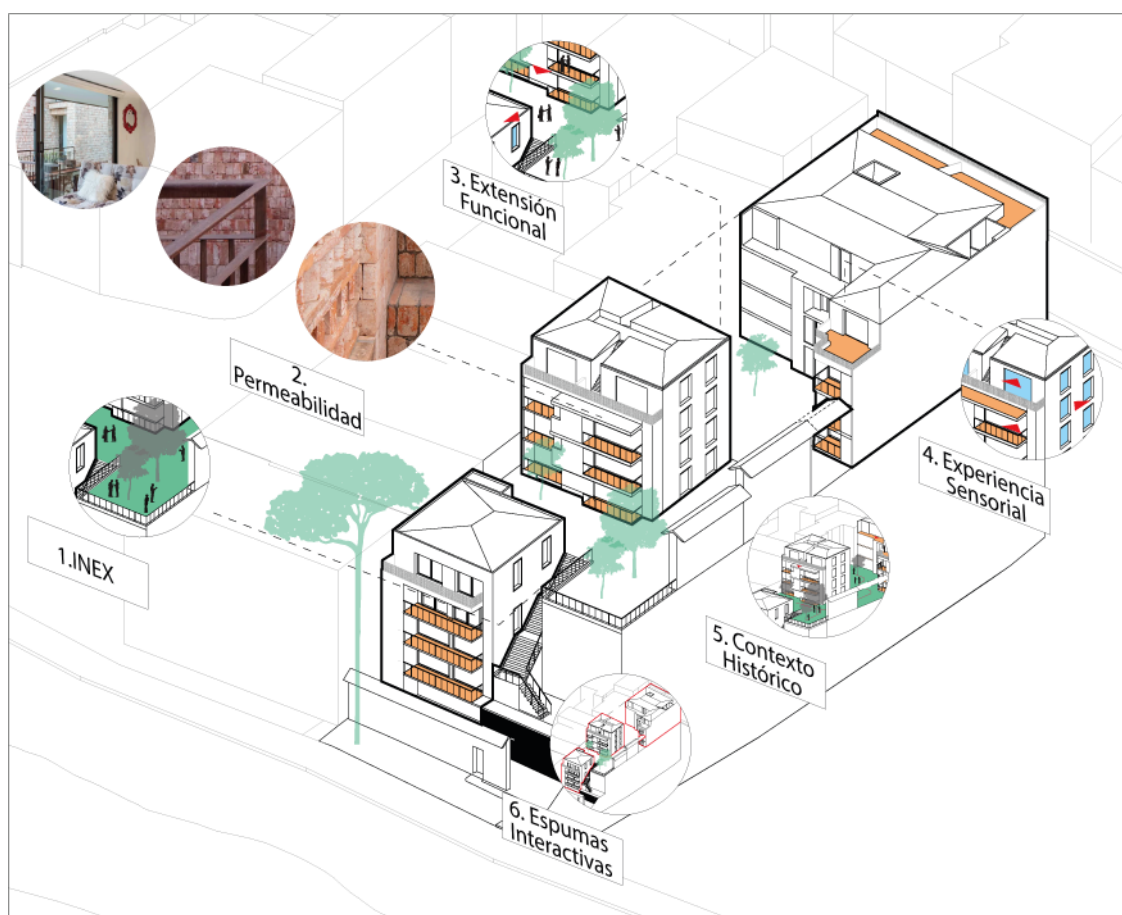 3. Extensión
Funcional
2.
Permeabilidad
4. Experiencia
Sensorial
1.INEX
5. Contexto
Histórico
6. Espumas
Interactivas